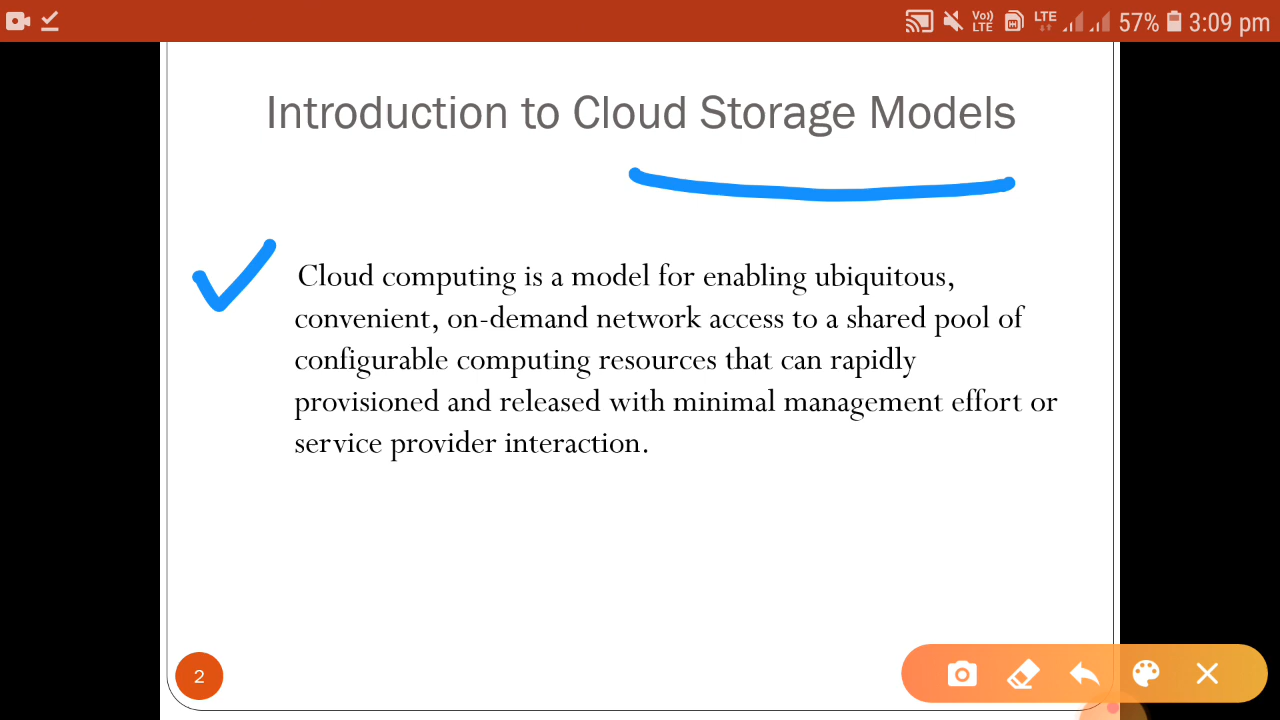 57% 3:09 pm
Vo)) LTE LTE
Introduction to Cloud Storage Models
Cloud computing is a model for enabling ubiquitous,
convenient, on-demand network access to a shared pool of
configurable computing resources that can rapidly
provisioned and released with minimal management effort or
service provider interaction.
2